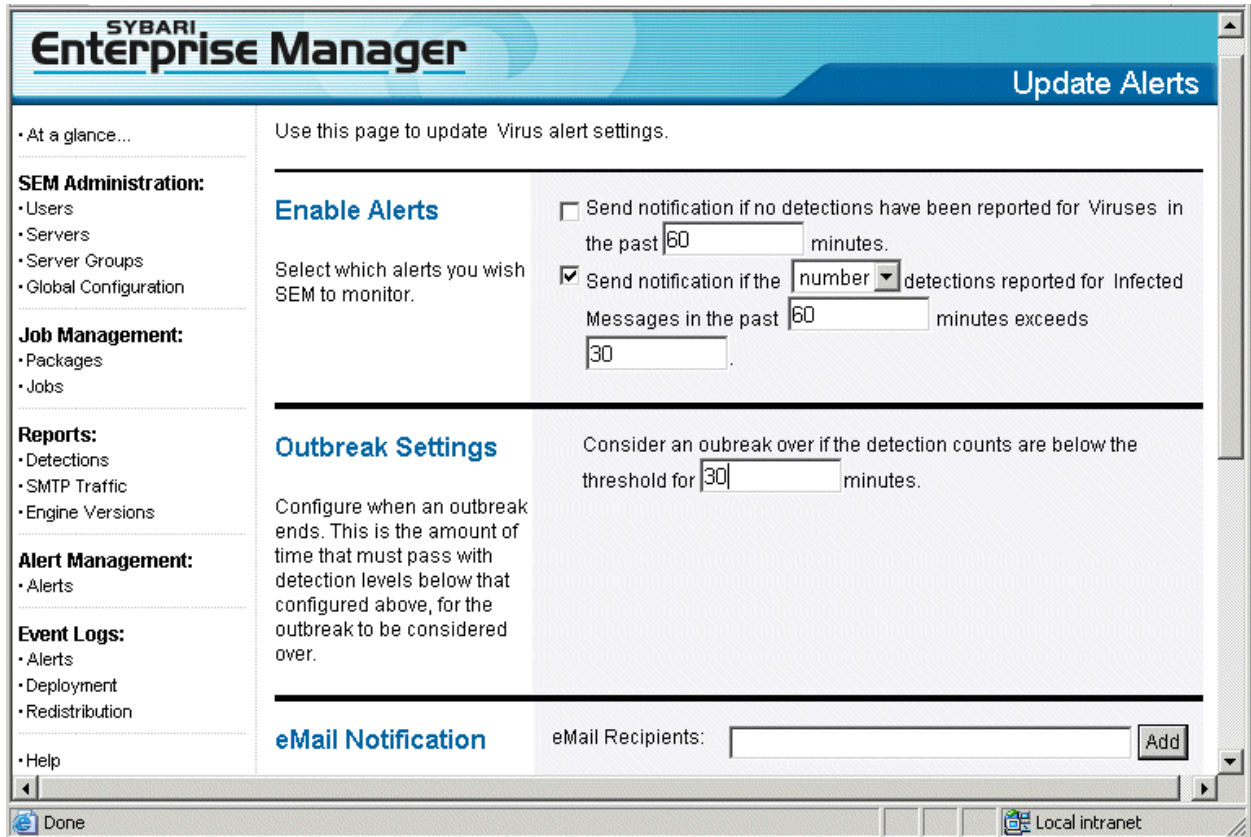 SYBARI
Enterprise Manager
Update Alerts
• At a glance...
SEM Administration:
• Users
• Servers
• Server Groups
• Global Configuration
Job Management:
• Packages
• Jobs
Reports:
• Detections
• SMTP Traffic
• Engine Versions
Alert Management:
• Alerts
Event Logs:
• Alerts
• Deployment
• Redistribution
• Help
Use this page to update Virus alert settings.
Enable Alerts
Select which alerts you wish
SEM to monitor.
Send notification if no detections have been reported for Viruses in
the past 60 minutes.
Send notification if the number detections reported for Infected
Messages in the past 60 minutes exceeds
30 .
Outbreak Settings
Configure when an outbreak
ends. This is the amount of
time that must pass with
detection levels below that
configured above, for the
outbreak to be considered
over.
Consider an oubreak over if the detection counts are below the
threshold for 30 minutes.
eMail Notification
eMail Recipients:
Add
Done
Local intranet